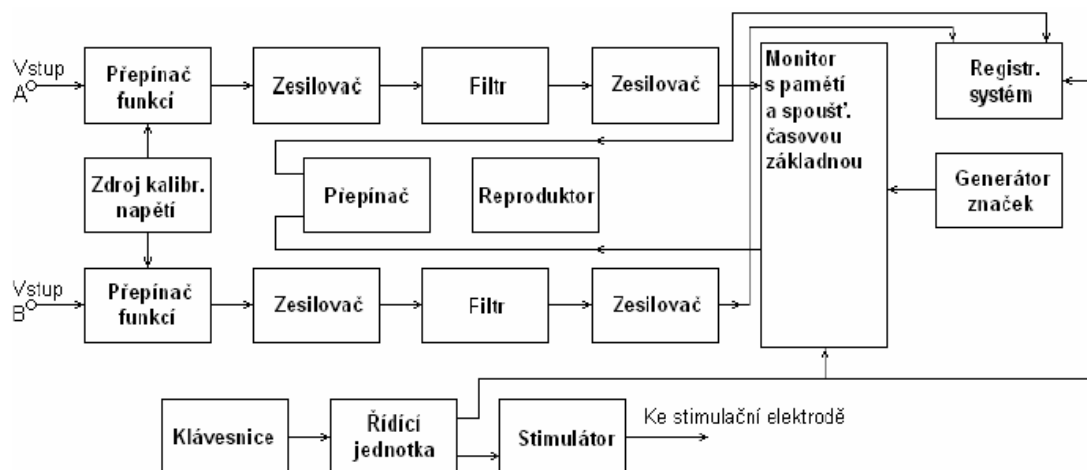 Vstup
A
Přepínač
funkcí
Zesilovač
Filtr
Zesilovač
Monitor
s pamětí
a spoušť.
časovou
základnou
Registr.
systém
Zdroj kalibr.
napětí
Přepínač
Reproduktor
Generátor
značek
Vstup
B
Přepínač
funkcí
Zesilovač
Filtr
Zesilovač
Klávesnice
Řídící
jednotka
Stimulátor
Ke stimulační elektrodě